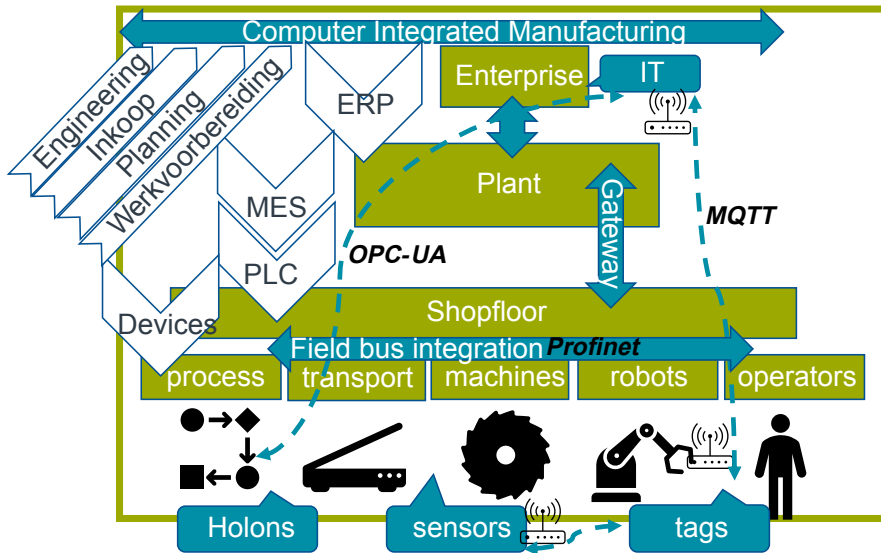 Computer Integrated Manufacturing
Engineering
Inkoop
Planning
Werkvoorbereiding
ERP
Enterprise
IT
Plant
MES
Gateway
MQTT
OPC-UA
PLC
Devices
Shopfloor
Field bus integration Profinet
process
transport
machines
robots
operators
Holons
sensors
tags